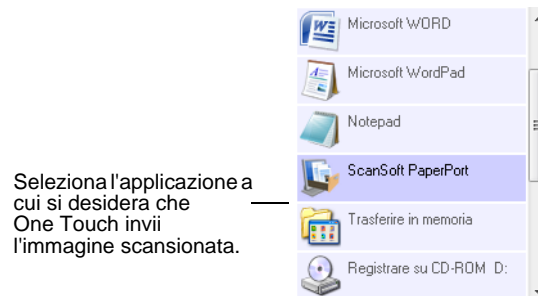 Microsoft WORD
Microsoft WordPad
Notepad
ScanSoft PaperPort
Trasferire in memoria
Registrare su CD-ROM D:
Seleziona l'applicazione a
cui si desidera che
One Touch invii
l'immagine scansionata.